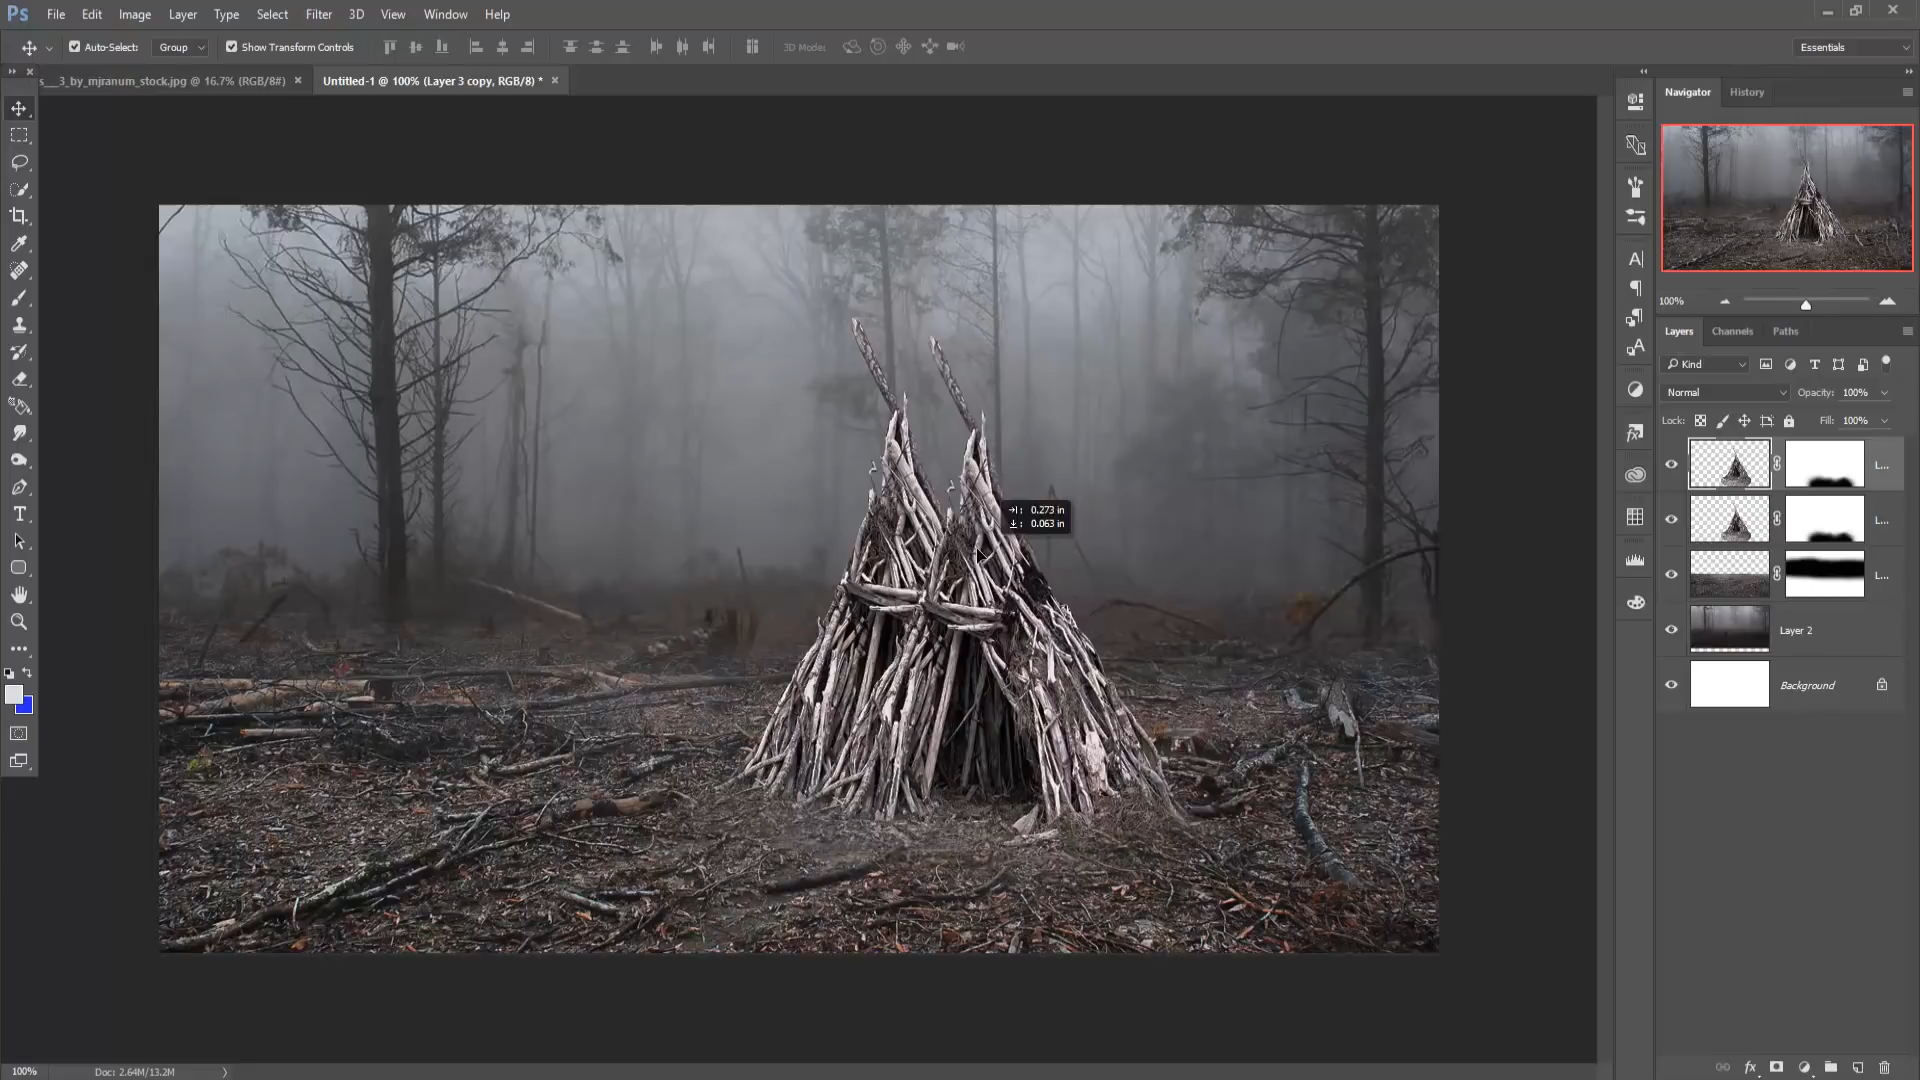 Ps File Edit Image Layer Type Select Filter 3D View Window Help
Auto-Select: Group Show Transform Controls 3D Mode: Essentials
s__3_by_mjranum_stock.jpg @ 16.7% (RGB/8#) × Untitled-1 @ 100% (Layer 3 copy, RGB/8) * ×
Navigator History
100%
Layers Channels Paths
Kind
Normal Opacity: 100%
Lock: Fill: 100%
L...
L...
L...
Layer 2
Background
0.273 in
0.063 in
100% Doc: 2.64M/13.2M